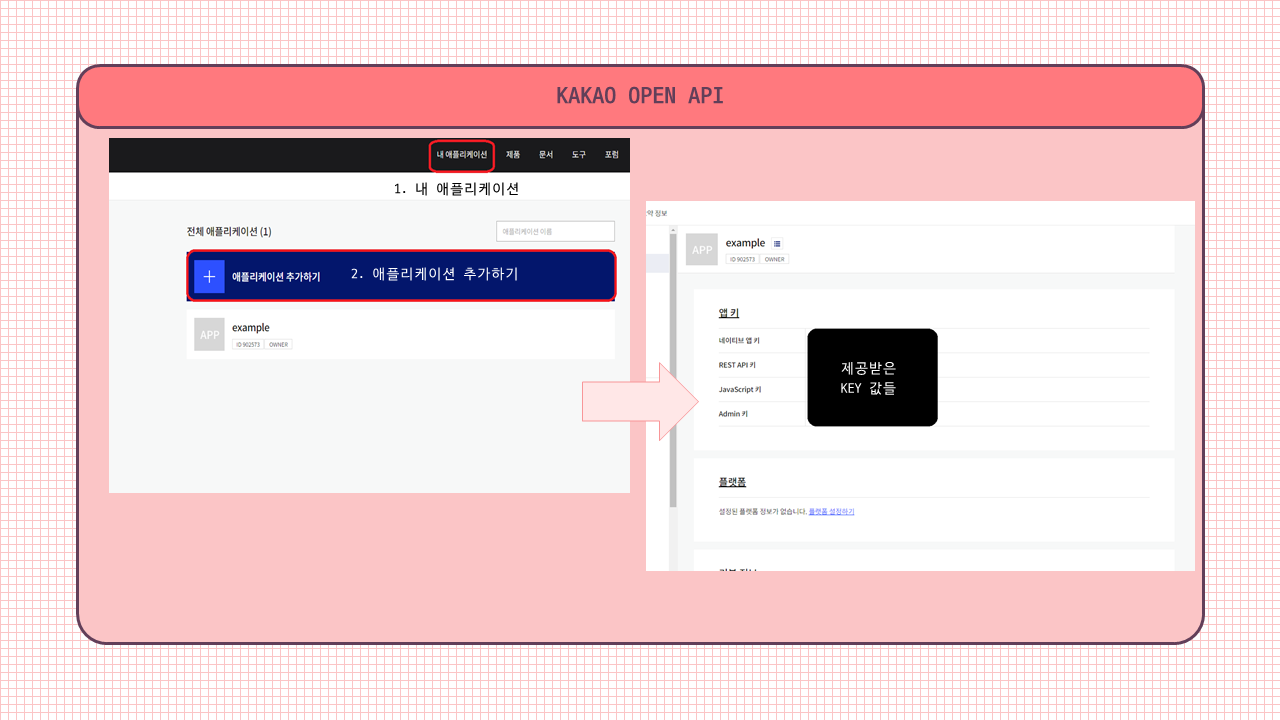 KAKAO OPEN API
내 애플리케이션 제품 문서 도구 포럼
1. 내 애플리케이션
전체 애플리케이션 (1)
애플리케이션 이름
애플리케이션 추가하기
2. 애플리케이션 추가하기
APP
example
ID 902573 OWNER
약 정보
APP
example
ID 902573 OWNER
앱 키
네이티브 앱 키
REST API 키
JavaScript 키
Admin 키
제공받은
KEY 값들
플랫폼
설정된 플랫폼 정보가 없습니다. 플랫폼 설정하기